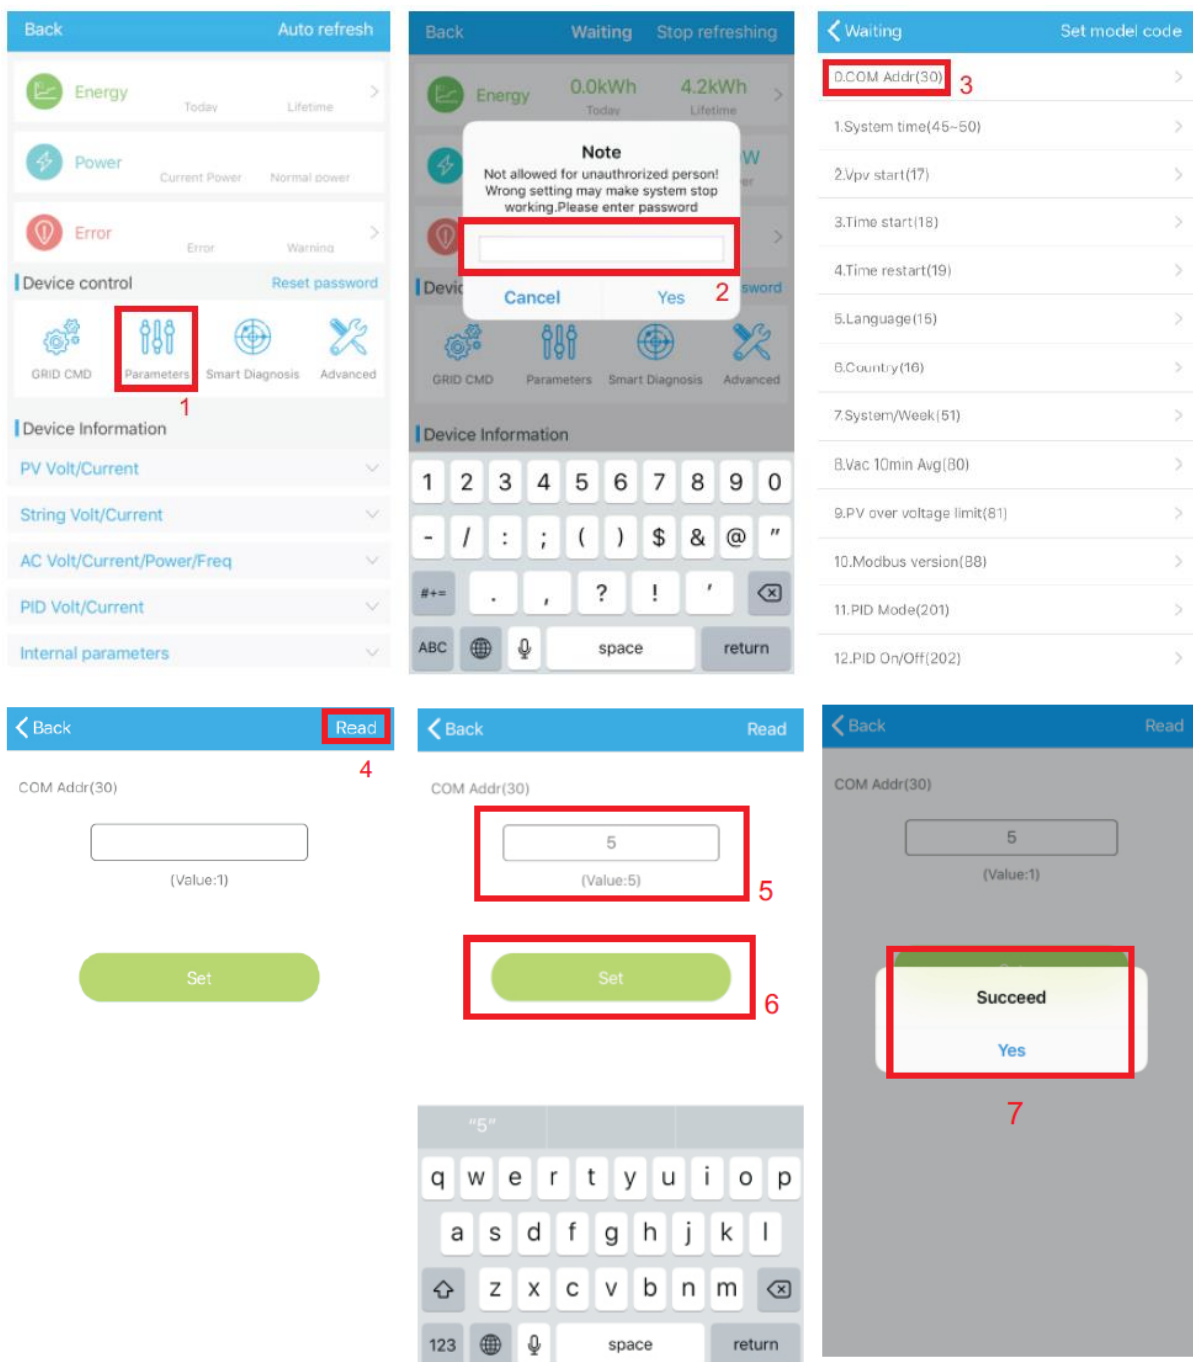 Back Auto refresh
Energy
Today Lifetime
Power
Current Power Normal power
Error
Error Warning
Device control Reset password
GRID CMD Parameters Smart Diagnosis Advanced
1
Device Information
PV Volt/Current
String Volt/Current
AC Volt/Current/Power/Freq
PID Volt/Current
Internal parameters
Back Waiting Stop refreshing
Energy 0.0kWh 4.2kWh
Today Lifetime
W
Note
Not allowed for unauthrorized person!
Wrong setting may make system stop
working.Please enter password
Cancel Yes
2
Devic sword
GRID CMD Parameters Smart Diagnosis Advanced
Device Information
1 2 3 4 5 6 7 8 9 0
- / : ; ( ) $ & @ "
#+= . , ? ! '
ABC space return
Waiting Set model code
0.COM Addr(30)
3
1.System time(45~50)
2.Vpv start(17)
3.Time start(18)
4.Time restart(19)
5.Language(15)
6.Country(16)
7.System/Week(51)
8.Vac 10min Avg(80)
9.PV over voltage limit(81)
10.Modbus version(88)
11.PID Mode(201)
12.PID On/Off(202)
Back Read
4
COM Addr(30)
(Value:1)
Set
Back Read
COM Addr(30)
5
(Value:5)
5
Set
6
"5"
q w e r t y u i o p
a s d f g h j k l
z x c v b n m
123 space return
Back Read
COM Addr(30)
5
(Value:1)
Succeed
Yes
7